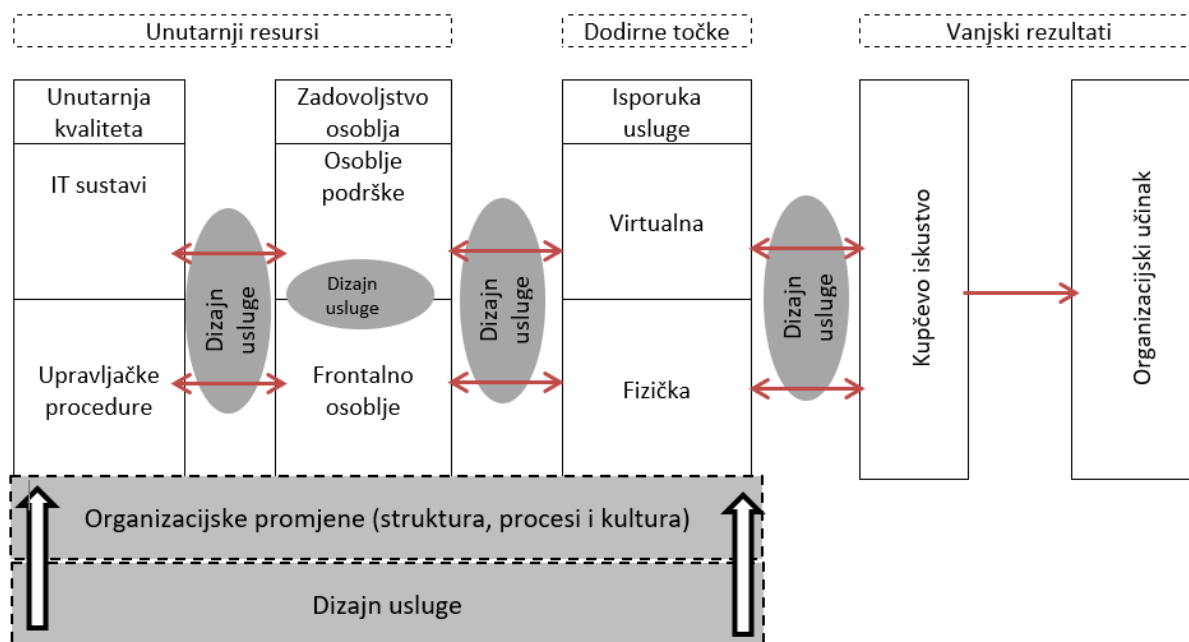 Unutarnji resursi
Dodirne točke
Vanjski rezultati
Unutarnja
kvaliteta
IT sustavi
Upravljačke
procedure
Dizajn
usluge
Zadovoljstvo
osoblja
Osoblje
podrške
Dizajn
usluge
Frontalno
osoblje
Dizajn
usluge
Isporuka
usluge
Virtualna
Fizička
Dizajn
usluge
Kupčevo iskustvo
Organizacijski učinak
Organizacijske promjene (struktura, procesi i kultura)
Dizajn usluge